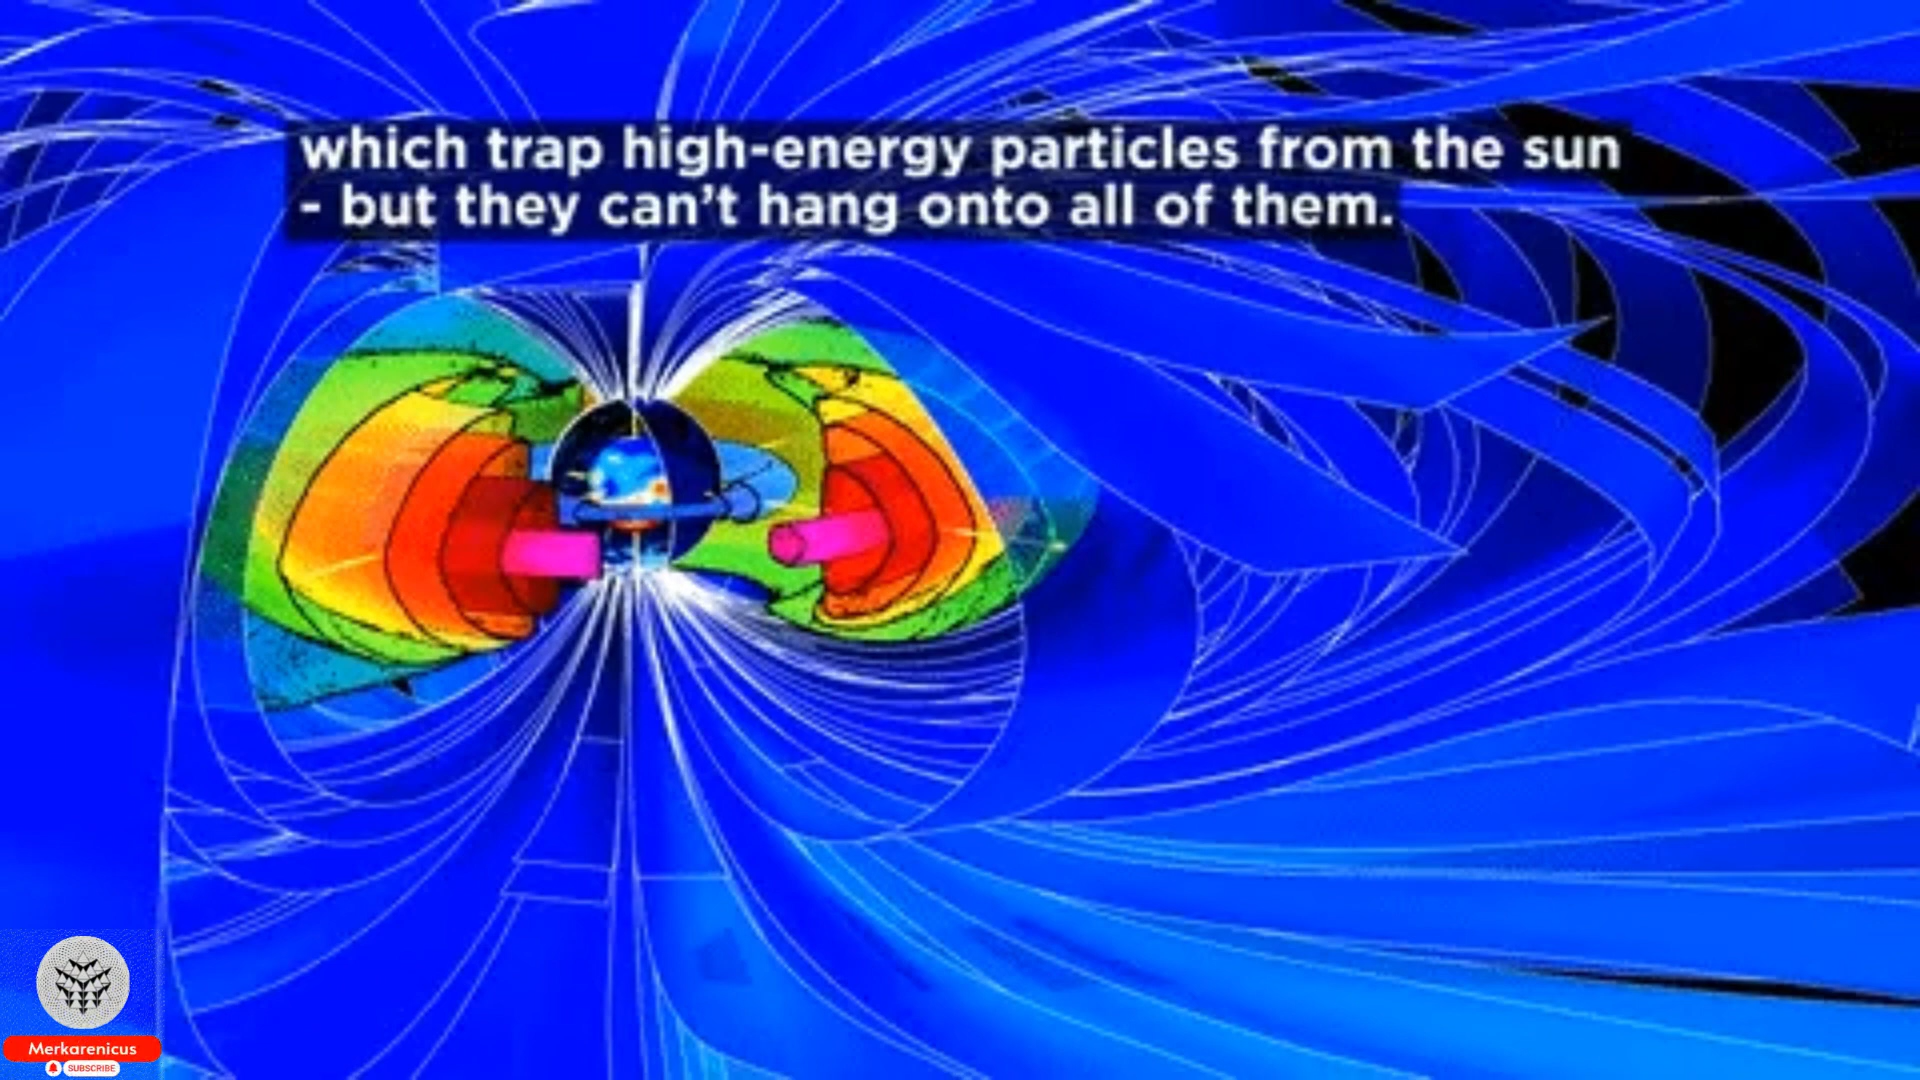 which trap high-energy particles from the sun
- but they can't hang onto all of them.
Merkarenicus
SUBSCRIBE